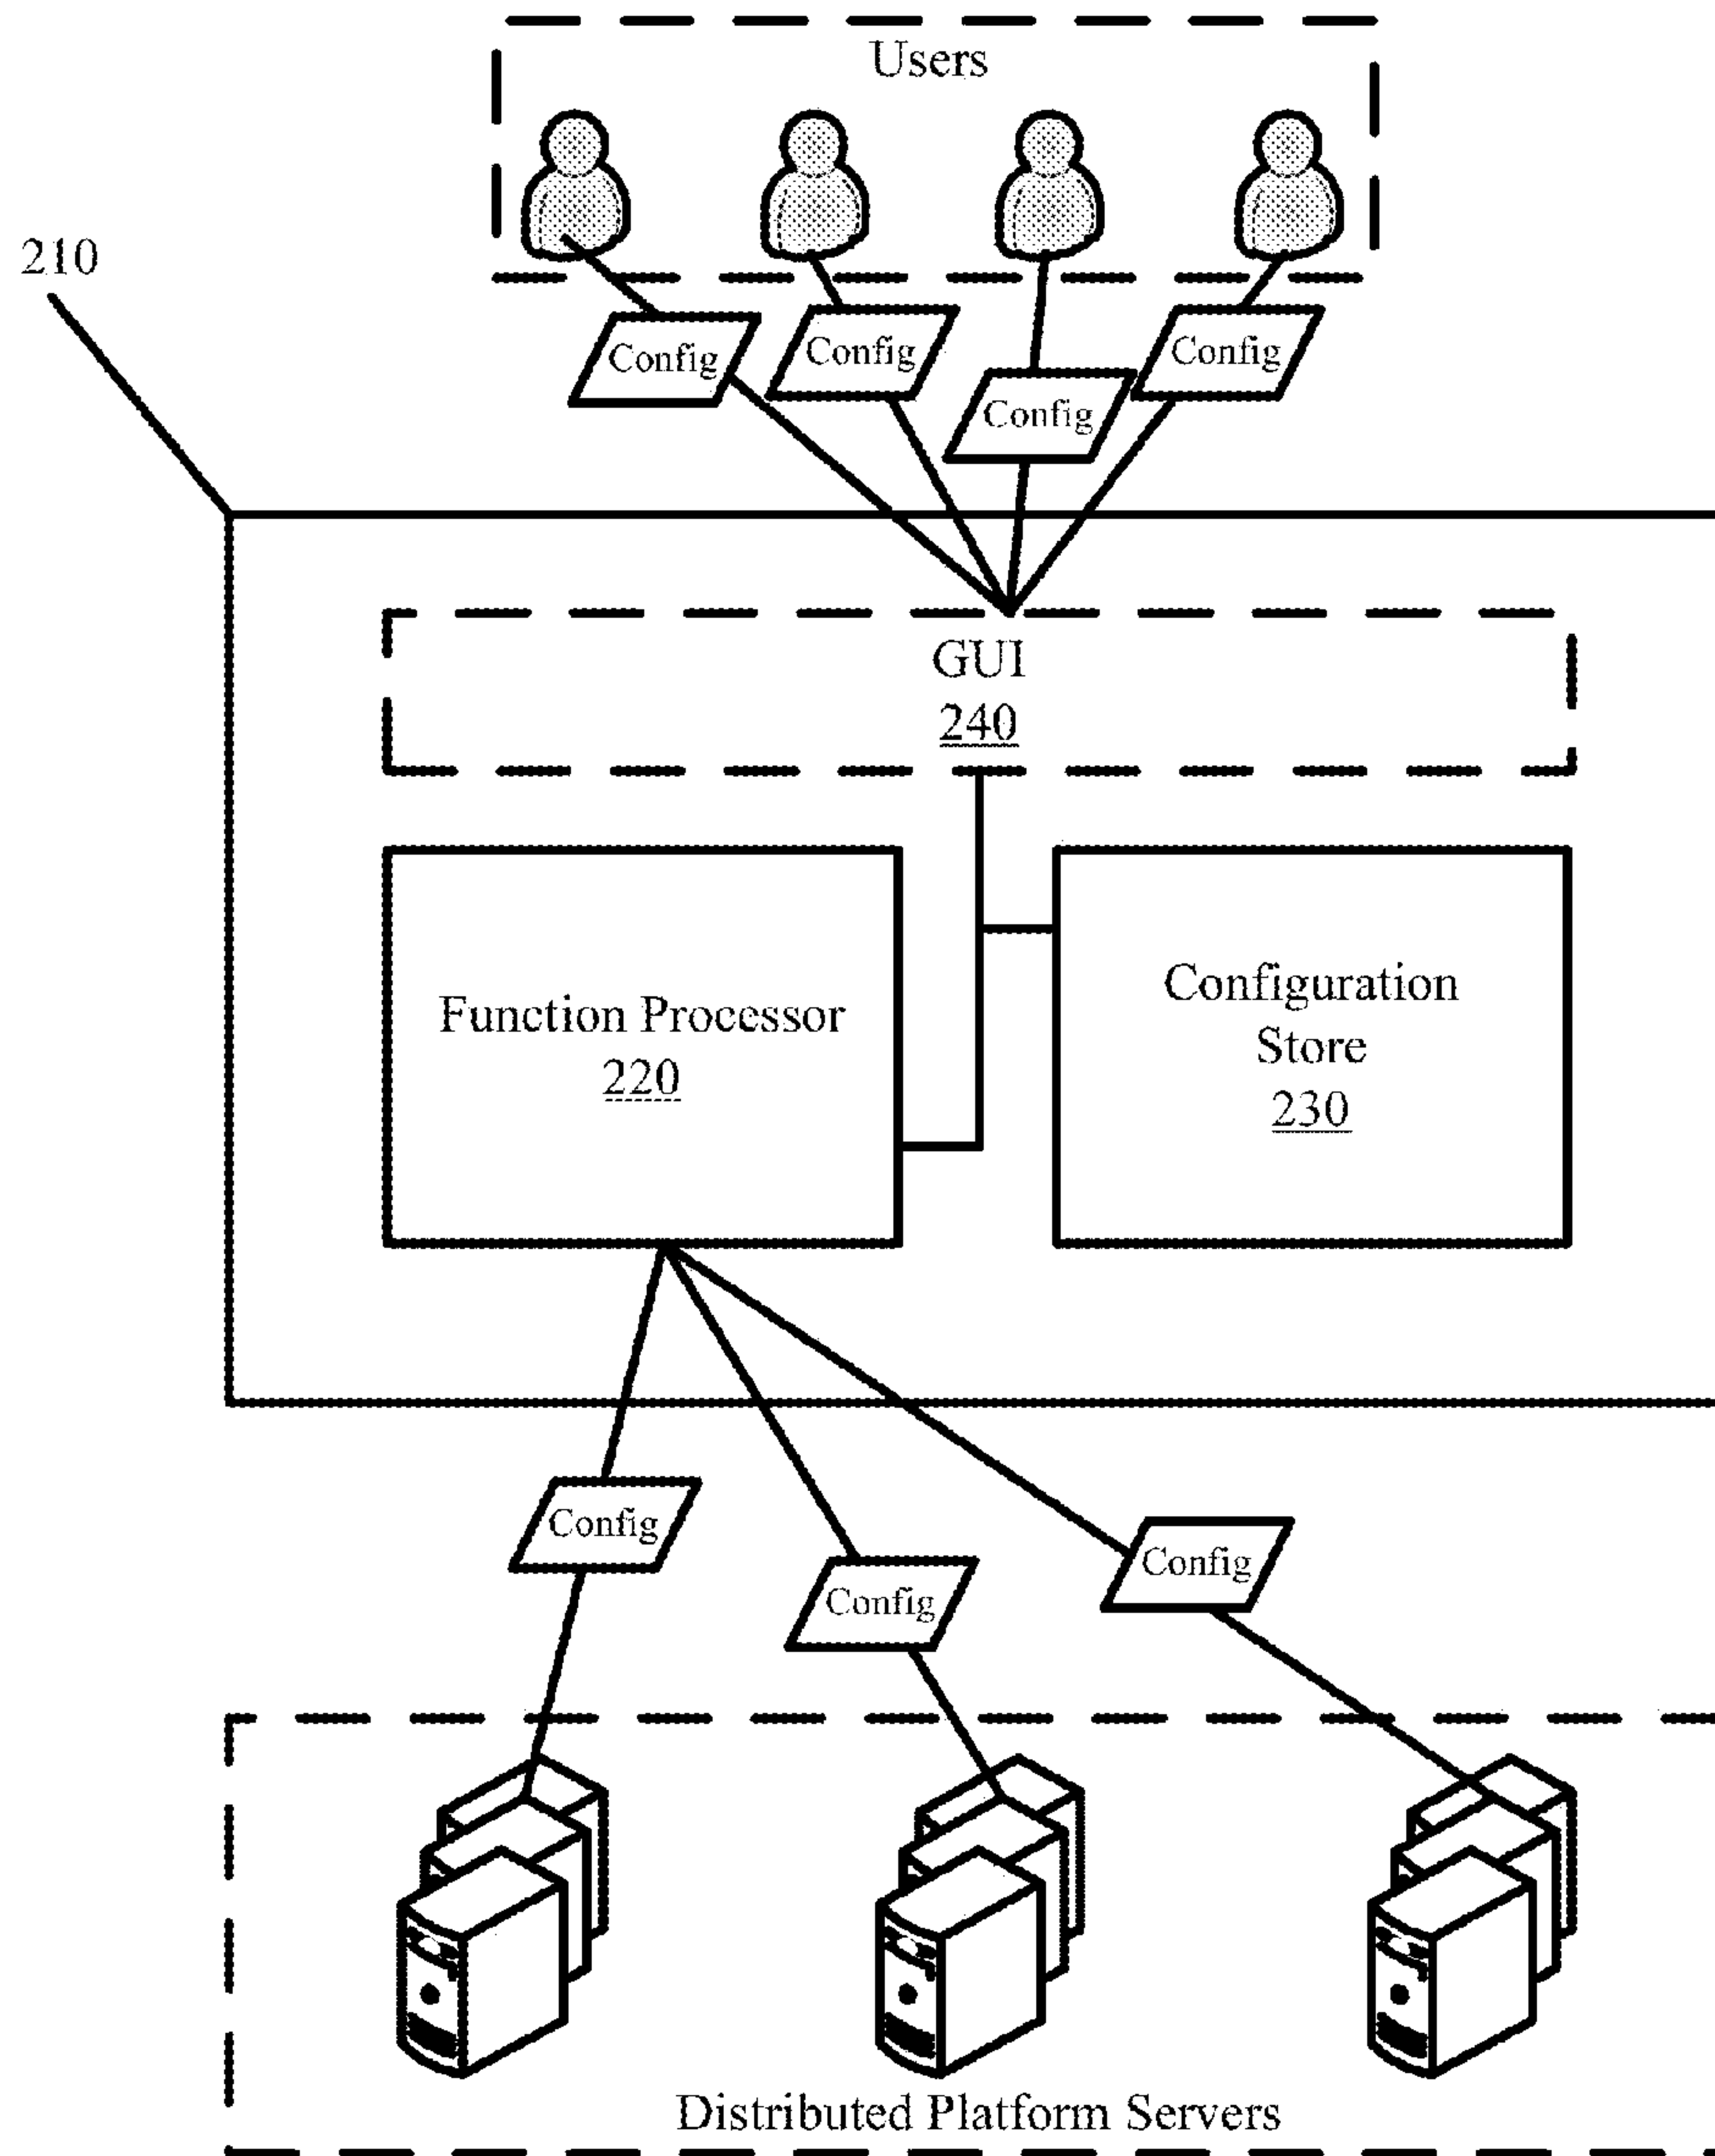 Users
210
Config
Config
Config
Config
GUI
240
Function Processor
220
Configuration
Store
230
Config
Config
Config
Distributed Platform Servers